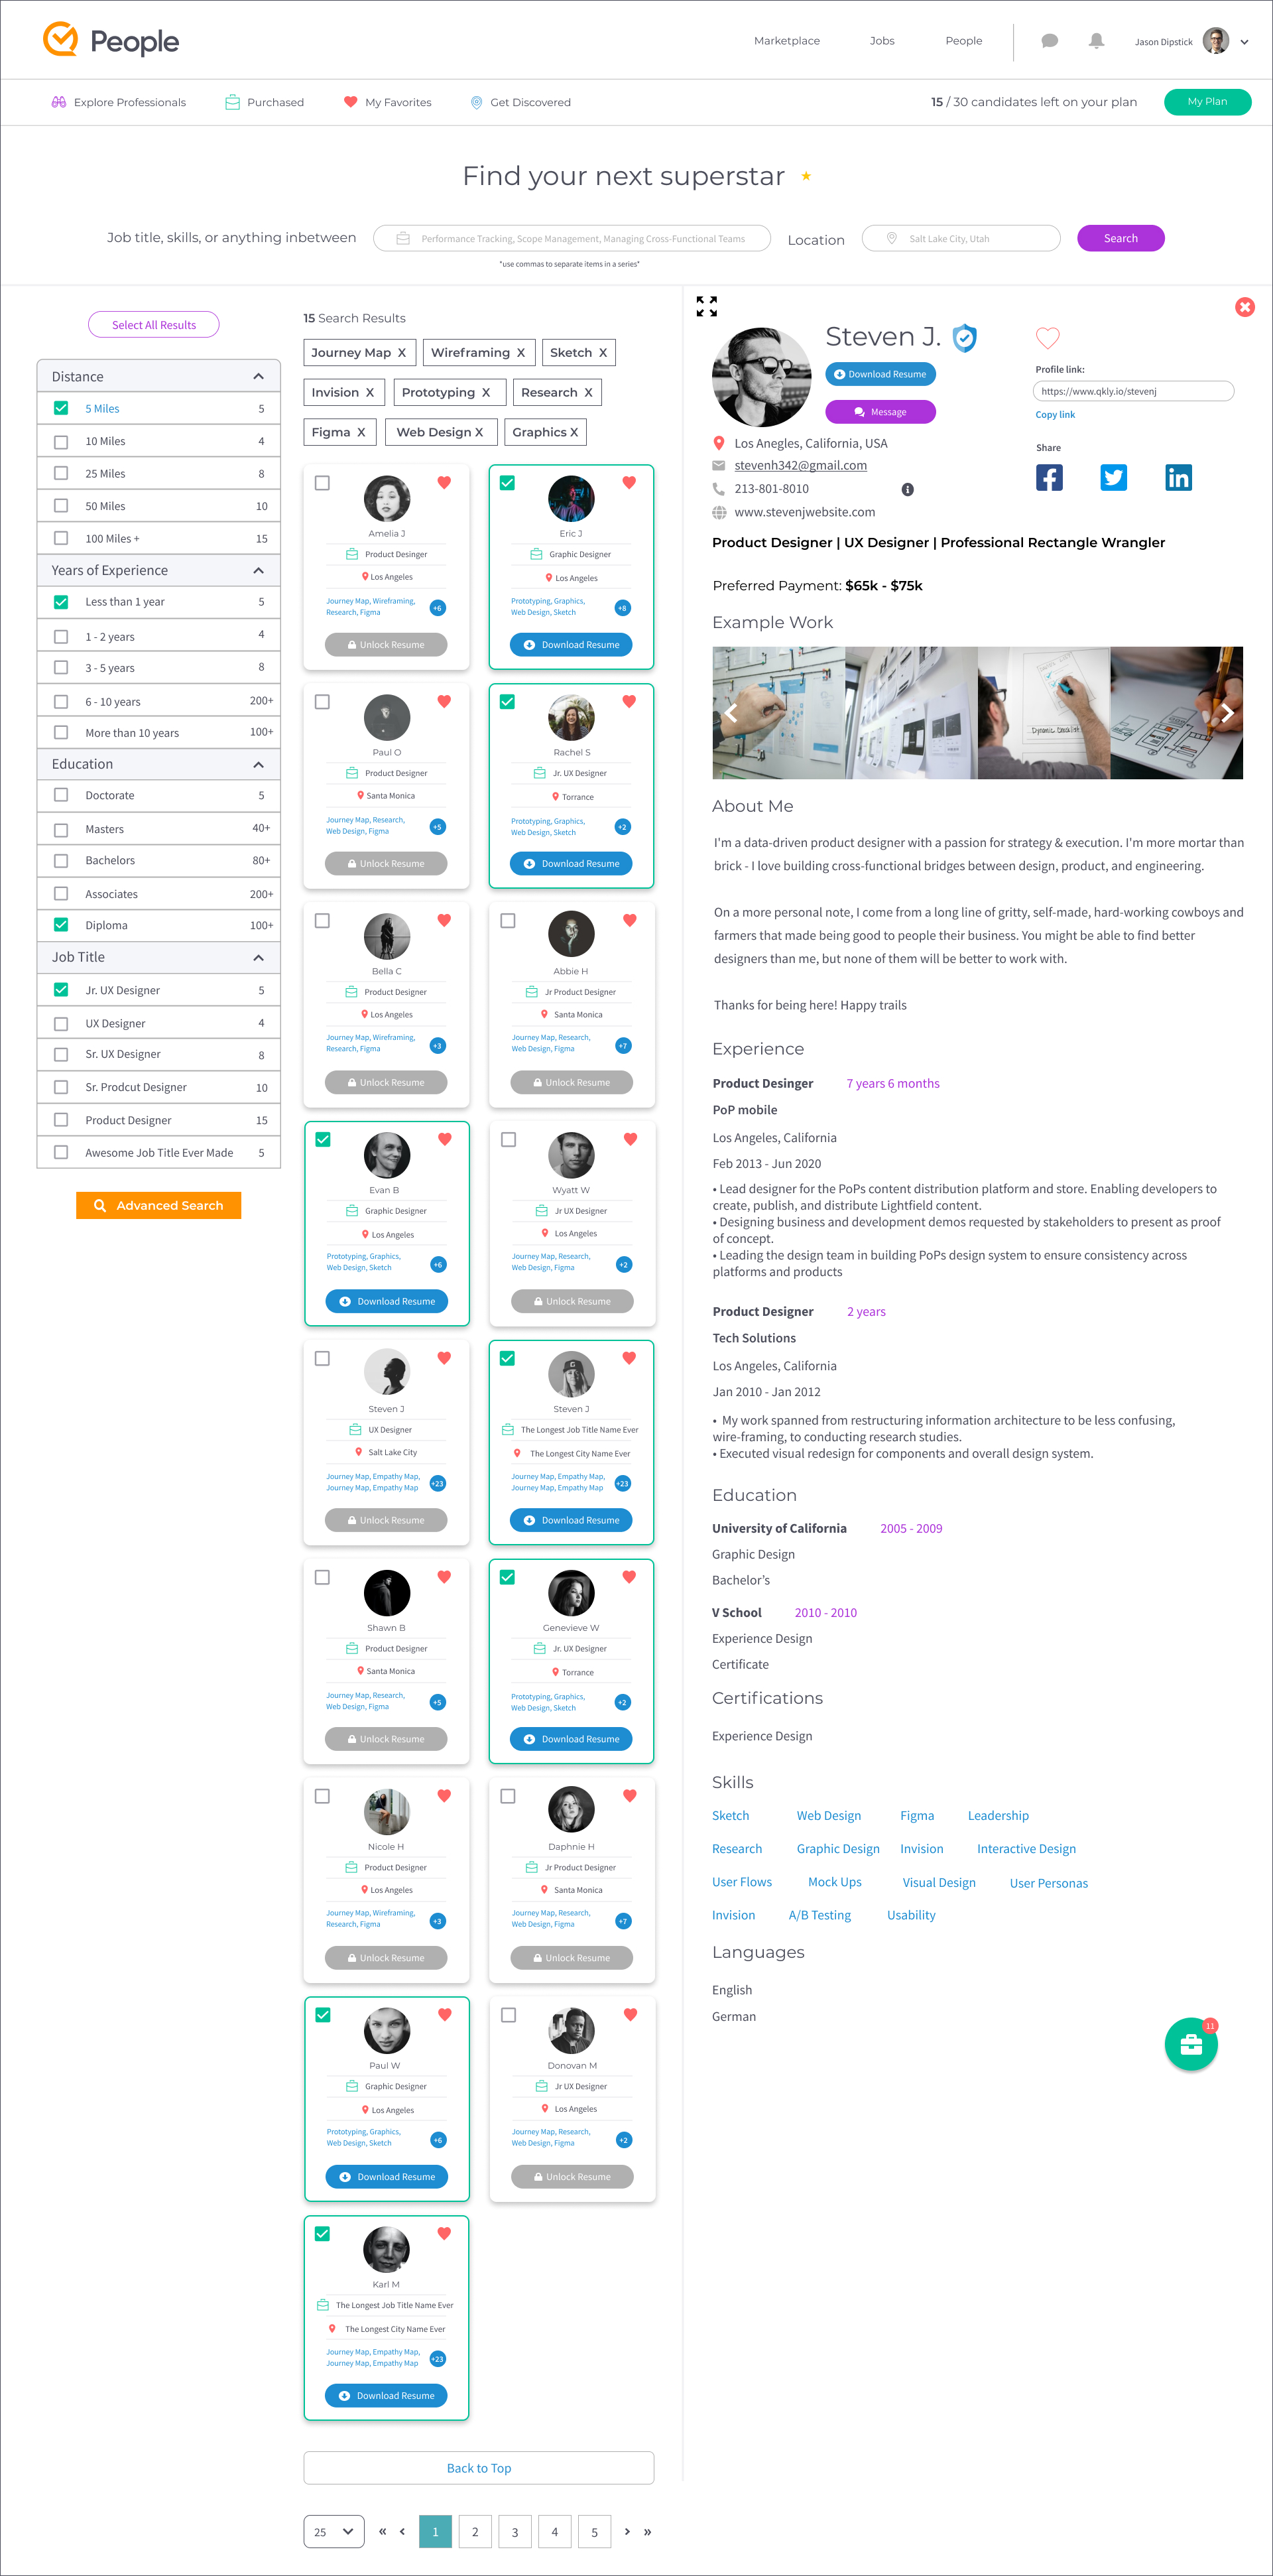 People
Marketplace
Jobs
People
Jason Dipstick
Explore Professionals
Purchased
My Favorites
Get Discovered
15 / 30 candidates left on your plan
My Plan
Find your next superstar
Job title, skills, or anything inbetween
Performance Tracking, Scope Management, Managing Cross-Functional Teams
*use commas to separate items in a series*
Location
Salt Lake City, Utah
Search
Select All Results
Distance
5 Miles 5
10 Miles 4
25 Miles 8
50 Miles 10
100 Miles + 15
Years of Experience
Less than 1 year 5
1 - 2 years 4
3 - 5 years 8
6 - 10 years 200+
More than 10 years 100+
Education
Doctorate 5
Masters 40+
Bachelors 80+
Associates 200+
Diploma 100+
Job Title
Jr. UX Designer 5
UX Designer 4
Sr. UX Designer 8
Sr. Prodcut Designer 10
Product Designer 15
Awesome Job Title Ever Made 5
Advanced Search
15 Search Results
Journey Map X
Wireframing X
Sketch X
Invision X
Prototyping X
Research X
Figma X
Web Design X
Graphics X
Amelia J
Product Desinger
Los Angeles
Journey Map, Wireframing,
Research, Figma
+6
Unlock Resume
Eric J
Graphic Designer
Los Angeles
Prototyping, Graphics,
Web Design, Sketch
+8
Download Resume
Paul O
Product Designer
Santa Monica
Journey Map, Research,
Web Design, Figma
+5
Unlock Resume
Rachel S
Jr. UX Designer
Torrance
Prototyping, Graphics,
Web Design, Sketch
+2
Download Resume
Bella C
Product Designer
Los Angeles
Journey Map, Wireframing,
Research, Figma
+3
Unlock Resume
Abbie H
Jr Product Designer
Santa Monica
Journey Map, Research,
Web Design, Figma
+7
Unlock Resume
Evan B
Graphic Designer
Los Angeles
Prototyping, Graphics,
Web Design, Sketch
+6
Download Resume
Wyatt W
Jr UX Designer
Los Angeles
Journey Map, Research,
Web Design, Figma
+2
Unlock Resume
Steven J
UX Designer
Salt Lake City
Journey Map, Empathy Map,
Journey Map, Empathy Map
+23
Unlock Resume
Steven J
The Longest Job Title Name Ever
The Longest City Name Ever
Journey Map, Empathy Map,
Journey Map, Empathy Map
+23
Download Resume
Shawn B
Product Designer
Santa Monica
Journey Map, Research,
Web Design, Figma
+5
Unlock Resume
Genevieve W
Jr. UX Designer
Torrance
Prototyping, Graphics,
Web Design, Sketch
+2
Download Resume
Nicole H
Product Designer
Los Angeles
Journey Map, Wireframing,
Research, Figma
+3
Unlock Resume
Daphnie H
Jr Product Designer
Santa Monica
Journey Map, Research,
Web Design, Figma
+7
Unlock Resume
Paul W
Graphic Designer
Los Angeles
Prototyping, Graphics,
Web Design, Sketch
+6
Download Resume
Donovan M
Jr UX Designer
Los Angeles
Journey Map, Research,
Web Design, Figma
+2
Unlock Resume
Karl M
The Longest Job Title Name Ever
The Longest City Name Ever
Journey Map, Empathy Map,
Journey Map, Empathy Map
+23
Download Resume
Back to Top
25 « ‹ 1 2 3 4 5 › »
Steven J.
Download Resume
Message
Los Anegles, California, USA
stevenh342@gmail.com
213-801-8010
www.stevenjwebsite.com
Profile link:
https://www.qkly.io/stevenj
Copy link
Share
Product Designer | UX Designer | Professional Rectangle Wrangler
Preferred Payment: $65k - $75k
Example Work
Dynamic Checklist
About Me
I'm a data-driven product designer with a passion for strategy & execution. I'm more mortar than
brick - I love building cross-functional bridges between design, product, and engineering.
On a more personal note, I come from a long line of gritty, self-made, hard-working cowboys and
farmers that made being good to people their business. You might be able to find better
designers than me, but none of them will be better to work with.
Thanks for being here! Happy trails
Experience
Product Desinger 7 years 6 months
PoP mobile
Los Angeles, California
Feb 2013 - Jun 2020
• Lead designer for the PoPs content distribution platform and store. Enabling developers to
create, publish, and distribute Lightfield content.
• Designing business and development demos requested by stakeholders to present as proof
of concept.
• Leading the design team in building PoPs design system to ensure consistency across
platforms and products
Product Designer 2 years
Tech Solutions
Los Angeles, California
Jan 2010 - Jan 2012
• My work spanned from restructuring information architecture to be less confusing,
wire-framing, to conducting research studies.
• Executed visual redesign for components and overall design system.
Education
University of California 2005 - 2009
Graphic Design
Bachelor's
V School 2010 - 2010
Experience Design
Certificate
Certifications
Experience Design
Skills
Sketch Web Design Figma Leadership
Research Graphic Design Invision Interactive Design
User Flows Mock Ups Visual Design User Personas
Invision A/B Testing Usability
Languages
English
German
11